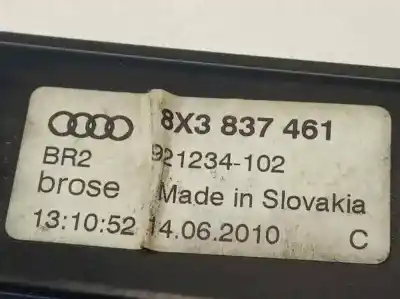 8X3 837 461
BR2 921234-102
brose Made in Slovakia
13:10:52 14.06.2010 C